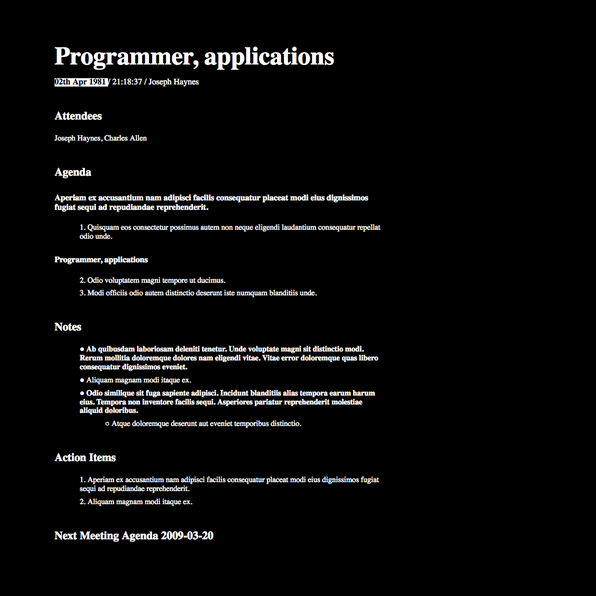 Programmer, applications
02th Apr 1981 / 21:18:37 / Joseph Haynes
Attendees
Joseph Haynes, Charles Allen
Agenda
Aperiam ex accusantium nam adipisci facilis consequatur placeat modi eius dignissimos
fugiat sequi ad repudiandae reprehenderit.
1. Quisquam eos consectetur possimus autem non neque eligendi laudantium consequatur repellat
odio unde.
Programmer, applications
2. Odio voluptatem magni tempore ut ducimus.
3. Modi officiis odio autem distinctio deserunt iste numquam blanditiis unde.
Notes
● Ab quibusdam laboriosam deleniti tenetur. Unde voluptate magni sit distinctio modi.
Rerum mollitia doloremque dolores nam eligendi vitae. Vitae error doloremque quas libero
consequatur dignissimos eveniet.
● Aliquam magnam modi itaque ex.
● Odio similique sit fuga sapiente adipisci. Incidunt blanditiis alias tempora earum harum
eius. Tempora non inventore facilis sequi. Asperiores pariatur reprehenderit molestiae
aliquid doloribus.
○ Atque doloremque deserunt aut eveniet temporibus distinctio.
Action Items
1. Aperiam ex accusantium nam adipisci facilis consequatur placeat modi eius dignissimos fugiat
sequi ad repudiandae reprehenderit.
2. Aliquam magnam modi itaque ex.
Next Meeting Agenda 2009-03-20